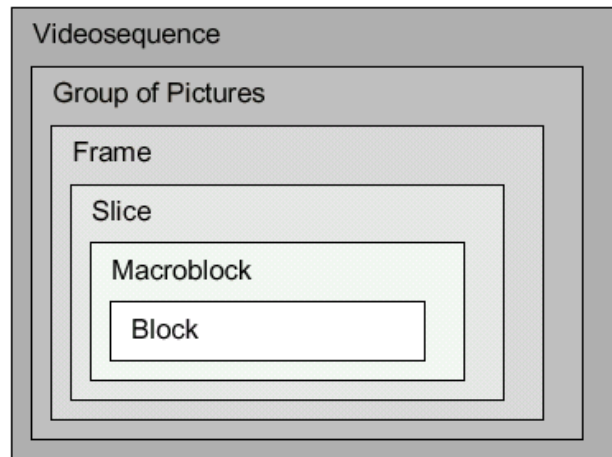 Videosequence
Group of Pictures
Frame
Slice
Macroblock
Block